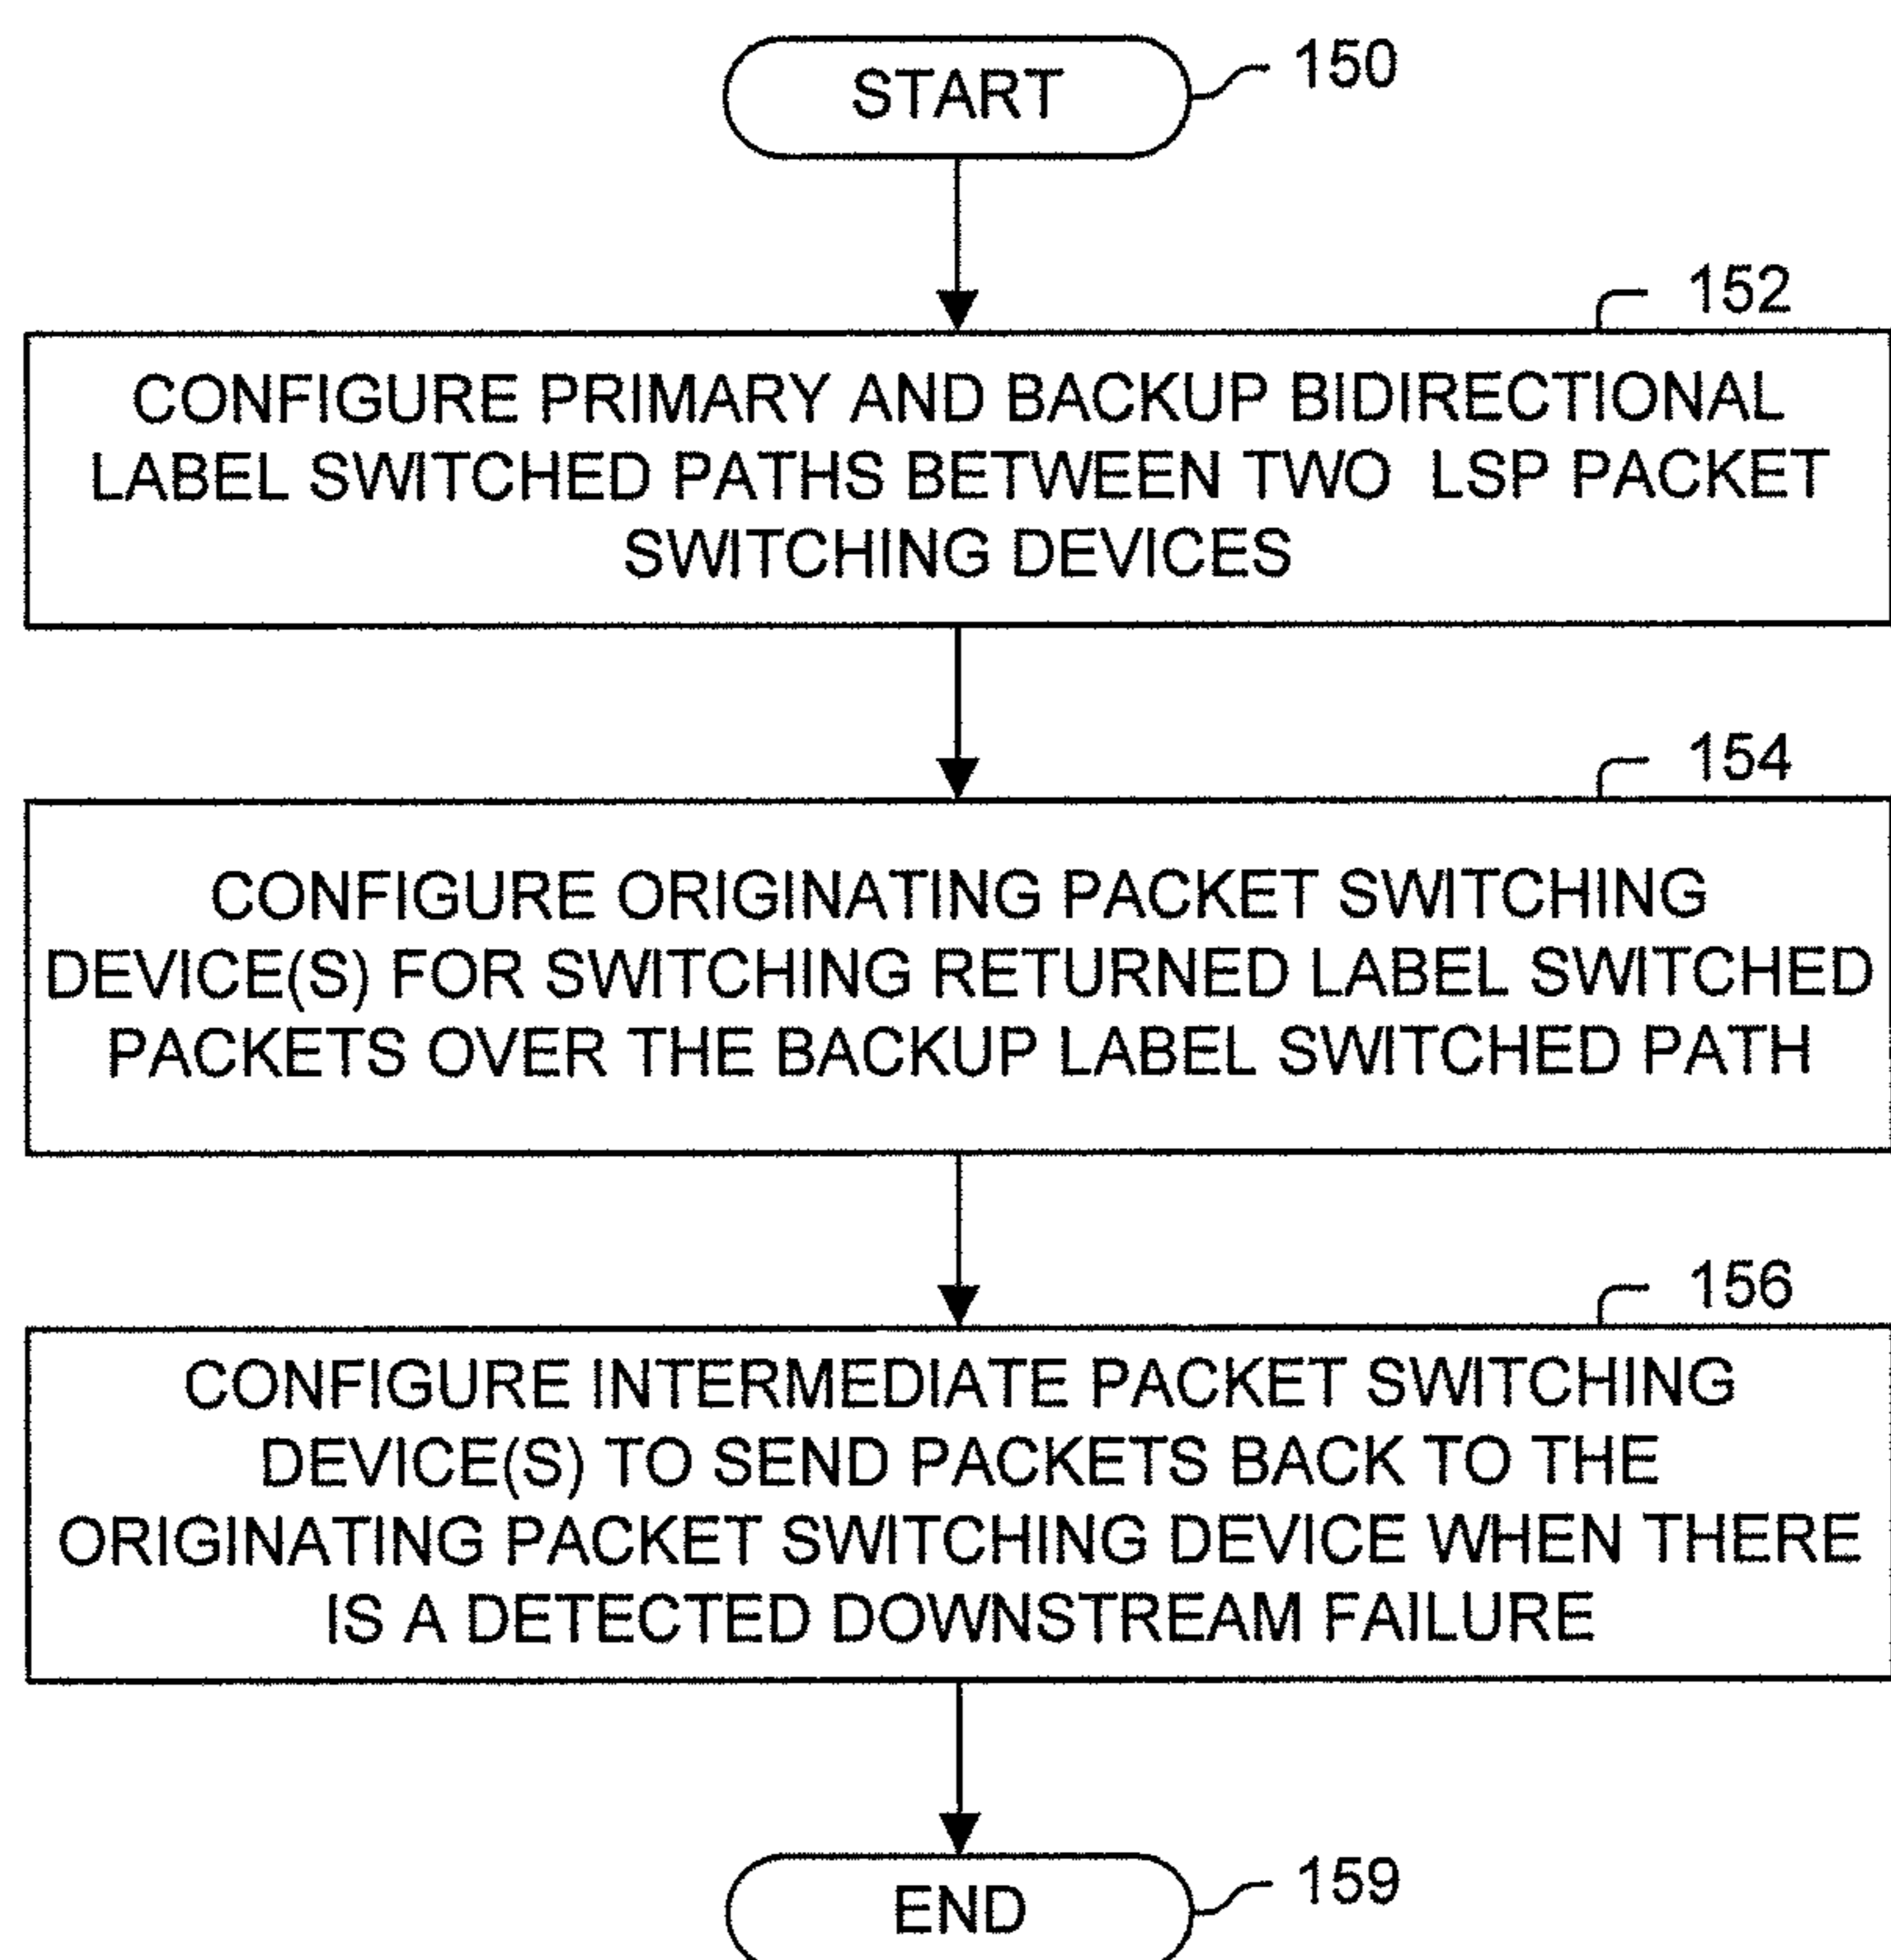 START
150
152
CONFIGURE PRIMARY AND BACKUP BIDIRECTIONAL
LABEL SWITCHED PATHS BETWEEN TWO LSP PACKET
SWITCHING DEVICES
154
CONFIGURE ORIGINATING PACKET SWITCHING
DEVICE(S) FOR SWITCHING RETURNED LABEL SWITCHED
PACKETS OVER THE BACKUP LABEL SWITCHED PATH
156
CONFIGURE INTERMEDIATE PACKET SWITCHING
DEVICE(S) TO SEND PACKETS BACK TO THE
ORIGINATING PACKET SWITCHING DEVICE WHEN THERE
IS A DETECTED DOWNSTREAM FAILURE
END
159